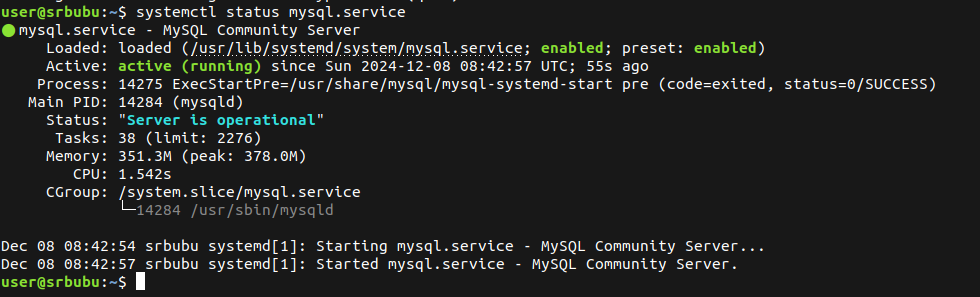 user@srbubu:~$ systemctl status mysql.service
● mysql.service - MySQL Community Server
Loaded: loaded (/usr/lib/systemd/system/mysql.service; enabled; preset: enabled)
Active: active (running) since Sun 2024-12-08 08:42:57 UTC; 55s ago
Process: 14275 ExecStartPre=/usr/share/mysql/mysql-systemd-start pre (code=exited, status=0/SUCCESS)
Main PID: 14284 (mysqld)
Status: "Server is operational"
Tasks: 38 (limit: 2276)
Memory: 351.3M (peak: 378.0M)
CPU: 1.542s
CGroup: /system.slice/mysql.service
└─14284 /usr/sbin/mysqld
Dec 08 08:42:54 srbubu systemd[1]: Starting mysql.service - MySQL Community Server...
Dec 08 08:42:57 srbubu systemd[1]: Started mysql.service - MySQL Community Server.
user@srbubu:~$